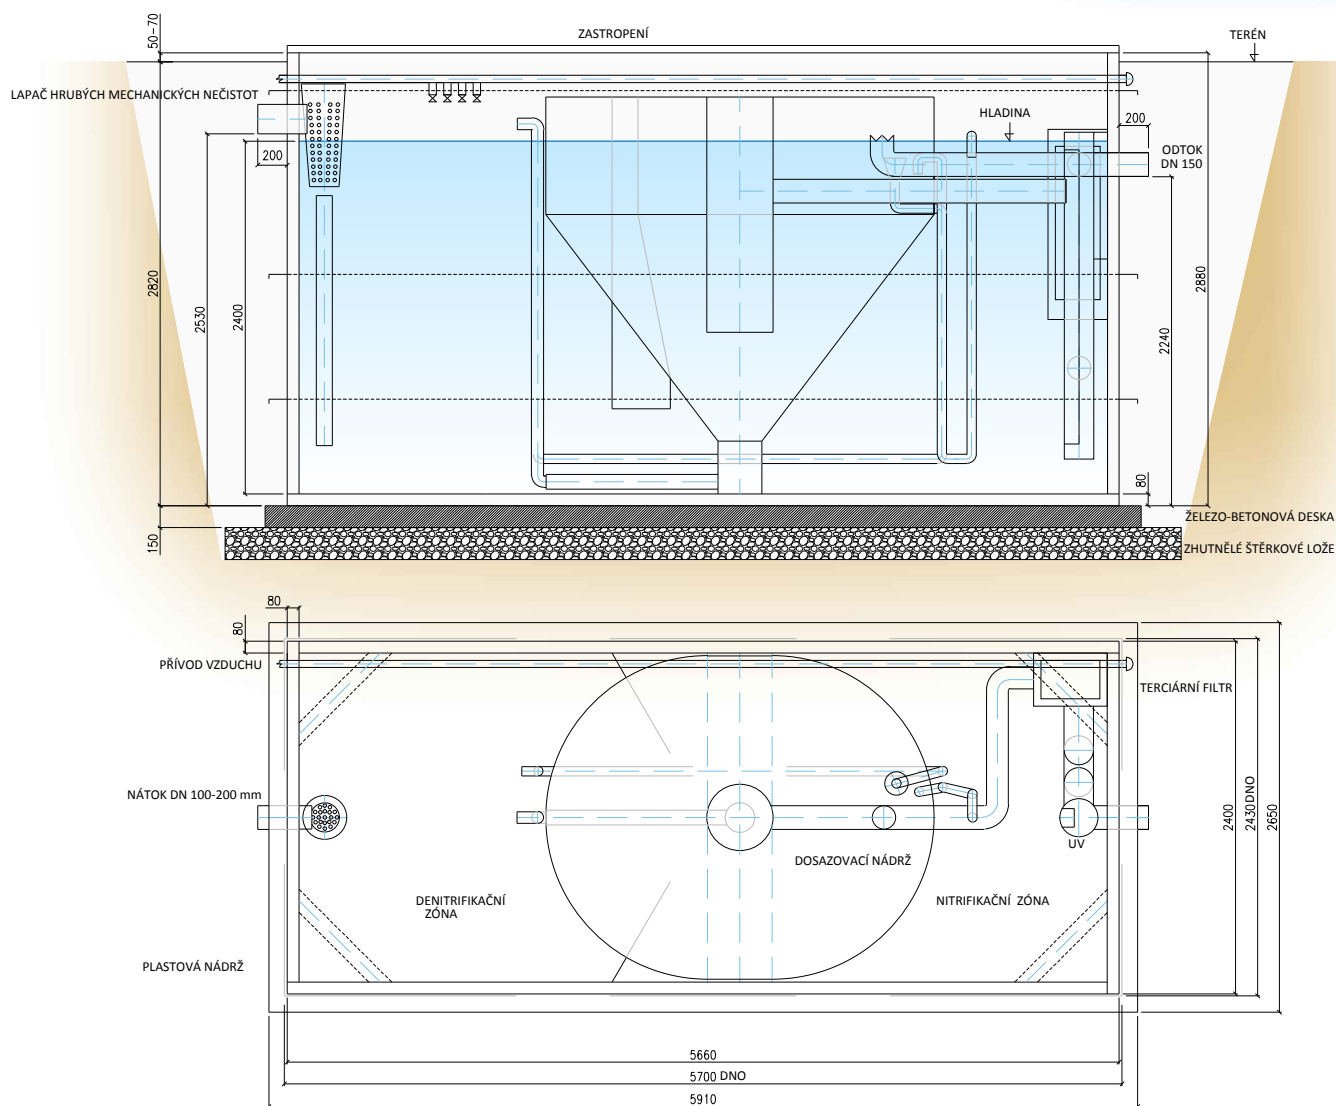 ZASTROPENÍ
TERÉN
50-70
LAPAČ HRUBÝCH MECHANICKÝCH NEČISTOT
HLADINA
200
200
ODTOK
DN 150
2820
2530
2400
2240
2880
80
ŽELEZO-BETONOVÁ DESKA
150
ZHUTNĚLÉ ŠTĚRKOVÉ LOŽE
80
80
PŘÍVOD VZDUCHU
TERCIÁRNÍ FILTR
NÁTOK DN 100-200 mm
UV
DOSAZOVACÍ NÁDRŽ
DENITRIFIKAČNÍ
ZÓNA
NITRIFIKAČNÍ ZÓNA
2400
2430 DNO
2650
PLASTOVÁ NÁDRŽ
5660
5700 DNO
5910